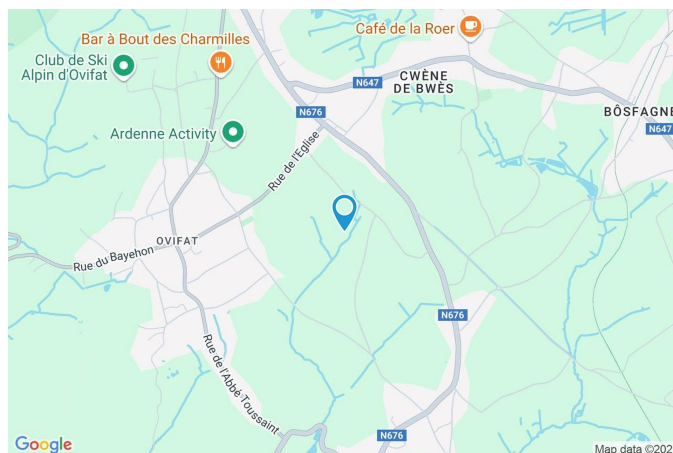 Café de la Roer
Bar à Bout des Charmilles
Club de Ski
Alpin d'Ovifat
N647
CWÈNE
DE BWÈS
BÔSFAGNE
N676
N647
Ardenne Activity
Rue de l'Eglise
OVIFAT
Rue du Bayehon
N676
Rue de l'Abbé Toussaint
N676
Google
Map data ©202